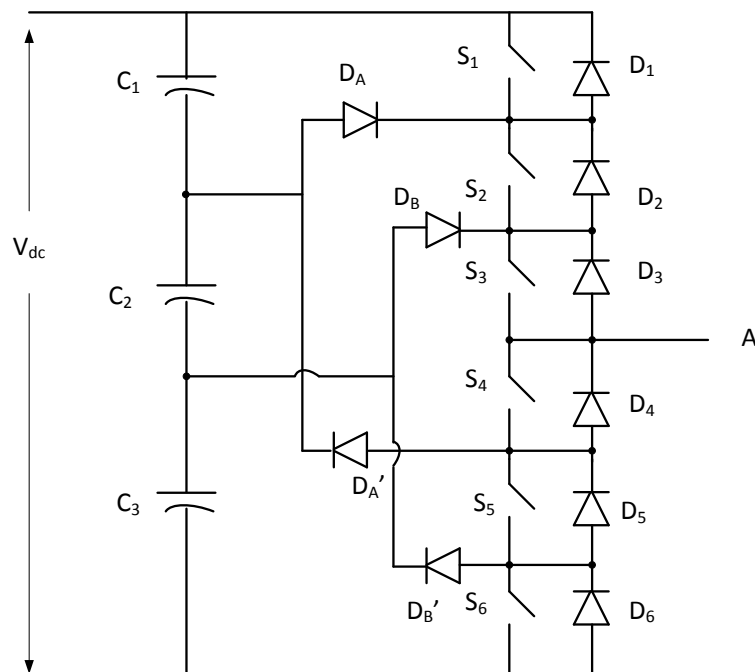 S₁
D₁
C₁
D_A
S₂
D₂
D_B
V_dc
S₃
D₃
C₂
A
S₄
D₄
D_A’
C₃
S₅
D₅
D_B’
S₆
D₆